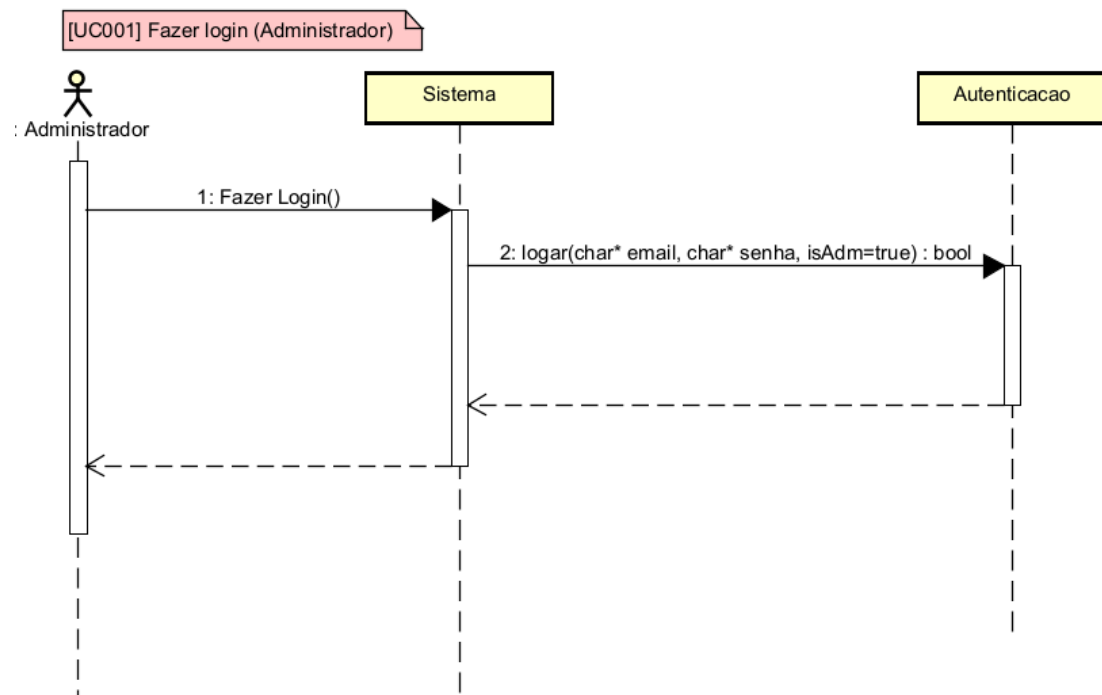 [UC001] Fazer login (Administrador)
Sistema
Autenticacao
: Administrador
1: Fazer Login()
2: logar(char* email, char* senha, isAdm=true) : bool